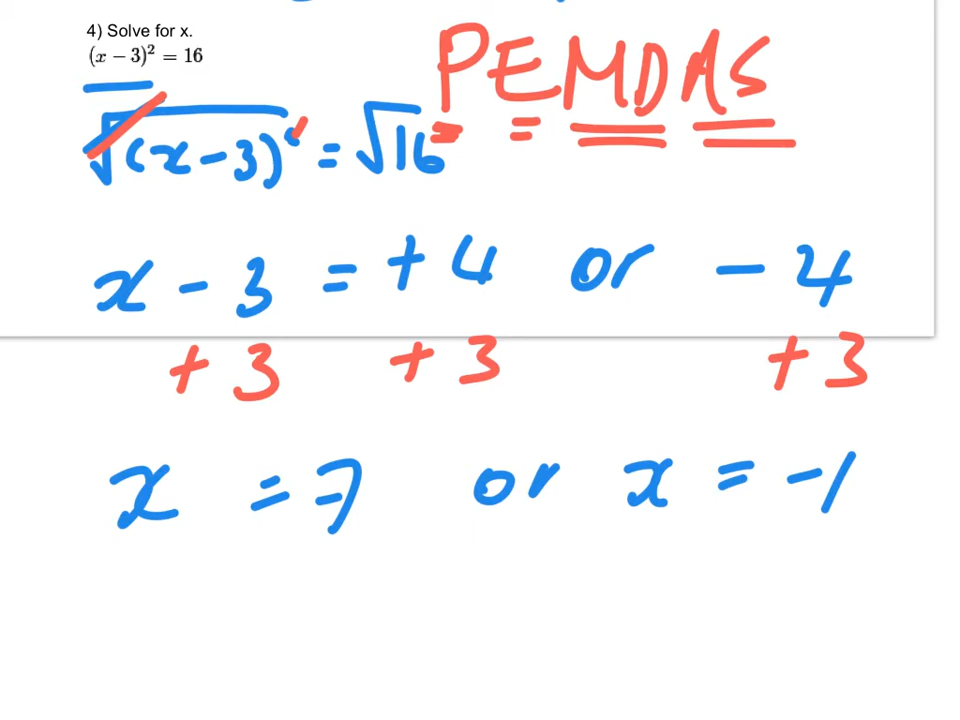 4) Solve for x.
(x − 3)² = 16
PEMDAS
√(x−3)² = √16
x − 3 = +4 or − 4
+ 3 + 3 + 3
x = 7 or x = −1